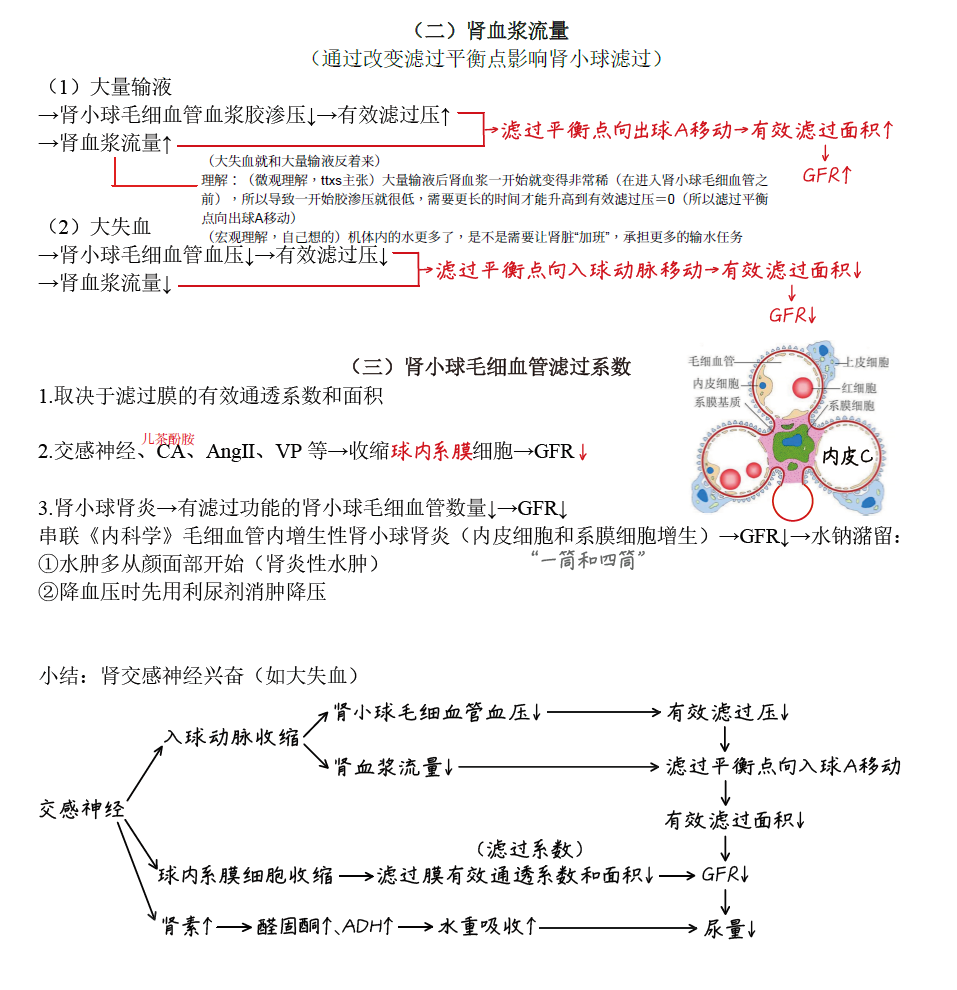 （二）肾血浆流量
（通过改变滤过平衡点影响肾小球滤过）
（1）大量输液
→肾小球毛细血管血浆胶渗压↓→有效滤过压↑
→肾血浆流量↑
滤过平衡点向出球A移动→有效滤过面积↑
↓
GFR↑
（大失血就和大量输液反着来）
理解：（微观理解，ttxs主张）大量输液后肾血浆一开始就变得非常稀（在进入肾小球毛细血管之
前），所以导致一开始胶渗压就很低，需要更长的时间才能升高到有效滤过压＝0（所以滤过平衡
点向出球A移动）
（宏观理解，自己想的）机体内的水更多了，是不是需要让肾脏“加班”，承担更多的输水任务
（2）大失血
→肾小球毛细血管血压↓→有效滤过压↓
→肾血浆流量↓
滤过平衡点向入球动脉移动→有效滤过面积↓
↓
GFR↓
（三）肾小球毛细血管滤过系数
1.取决于滤过膜的有效通透系数和面积
儿茶酚胺
2.交感神经、CA、AngII、VP 等→收缩球内系膜细胞→GFR↓
3.肾小球肾炎→有滤过功能的肾小球毛细血管数量↓→GFR↓
串联《内科学》毛细血管内增生性肾小球肾炎（内皮细胞和系膜细胞增生）→GFR↓→水钠潴留：
①水肿多从颜面部开始（肾炎性水肿）
“一筒和四筒”
②降血压时先用利尿剂消肿降压
毛细血管
上皮细胞
内皮细胞
红细胞
系膜基质
系膜细胞
内皮C
小结：肾交感神经兴奋（如大失血）
肾小球毛细血管血压↓
有效滤过压↓
入球动脉收缩
肾血浆流量↓
滤过平衡点向入球A移动
交感神经
有效滤过面积↓
（滤过系数）
球内系膜细胞收缩→滤过膜有效通透系数和面积↓→GFR↓
肾素↑→醛固酮↑、ADH↑→水重吸收↑→尿量↓